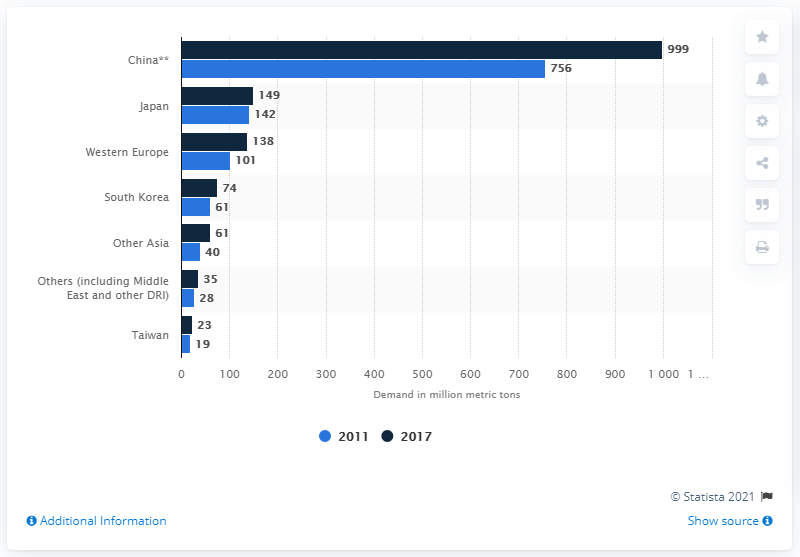 China**
999
756
Japan
149
142
Western Europe
138
101
South Korea
74
61
Other Asia
61
40
Others (including Middle
East and other DRI)
35
28
Taiwan
23
19
0 100 200 300 400 500 600 700 800 900 1 000 1 ...
Demand in million metric tons
2011 2017
© Statista 2021
Additional Information
Show source